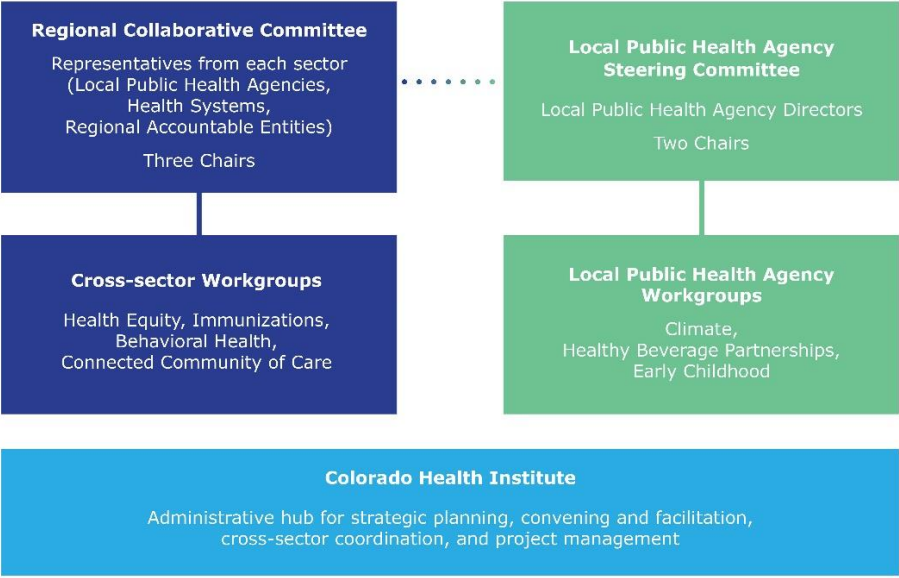 Regional Collaborative Committee
Representatives from each sector
(Local Public Health Agencies,
Health Systems,
Regional Accountable Entities)
Three Chairs
Local Public Health Agency
Steering Committee
Local Public Health Agency Directors
Two Chairs
Cross-sector Workgroups
Health Equity, Immunizations,
Behavioral Health,
Connected Community of Care
Local Public Health Agency
Workgroups
Climate,
Healthy Beverage Partnerships,
Early Childhood
Colorado Health Institute
Administrative hub for strategic planning, convening and facilitation,
cross-sector coordination, and project management